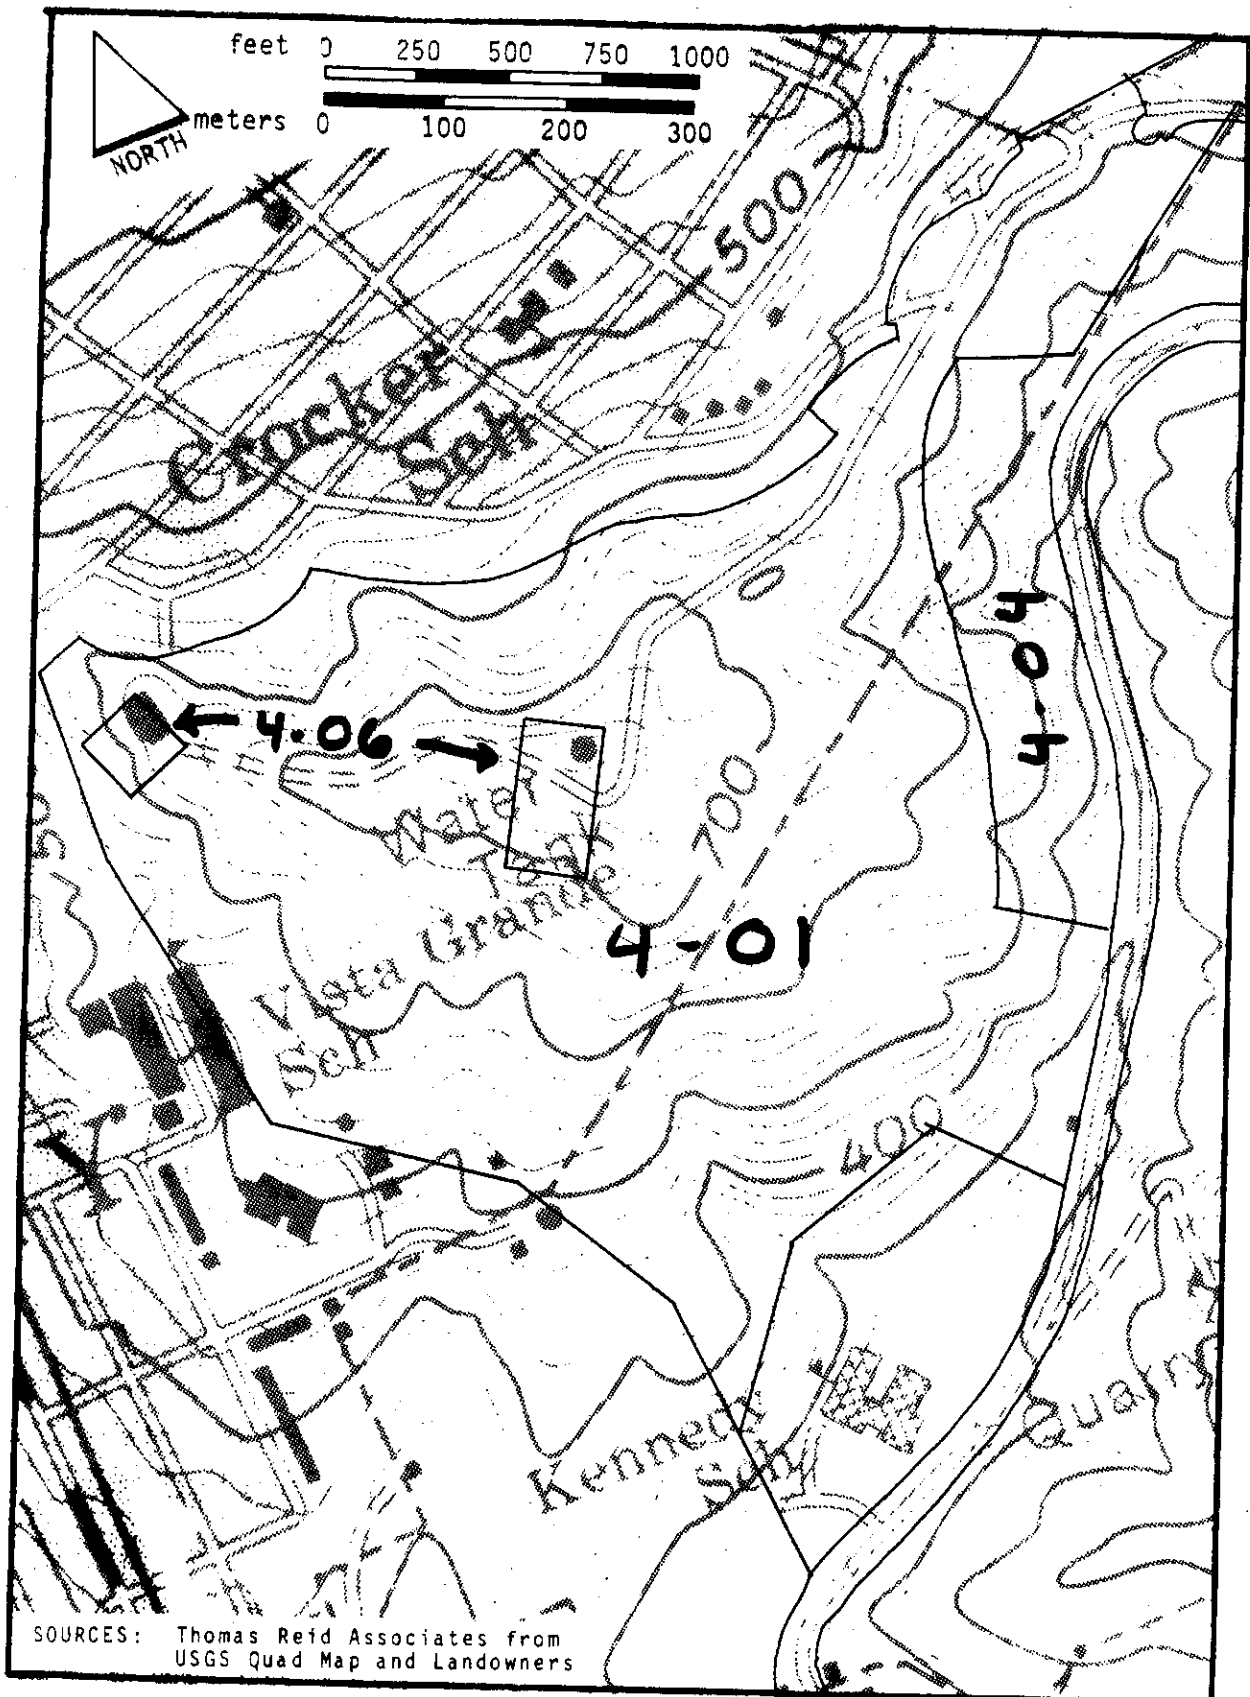 feet 0 250 500 750 1000
meters 0 100 200 300
NORTH
500
Crocker
Sch
4-01
4.06
Water
Tank
700
Vista Grande
Sch
4-01
400
Kennedy
Sch
Quarry
SOURCES: Thomas Reid Associates from
USGS Quad Map and Landowners